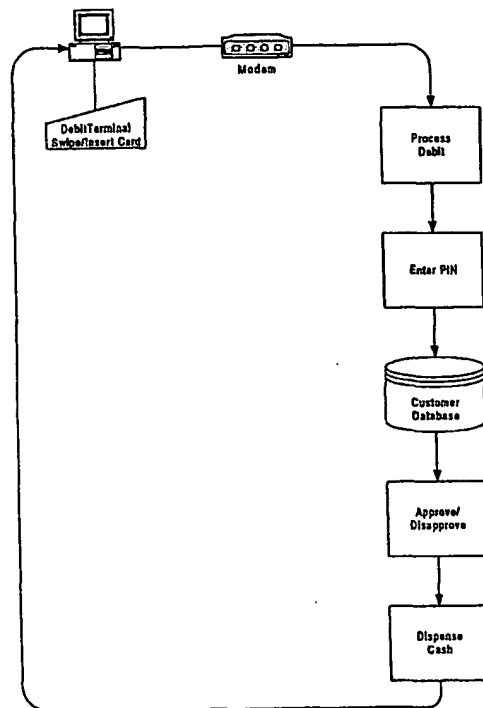 Modem
DebitTerminal
Swipe/Insert Card
Process
Debit
Enter PIN
Customer
Database
Approve/
Disapprove
Dispense
Cash